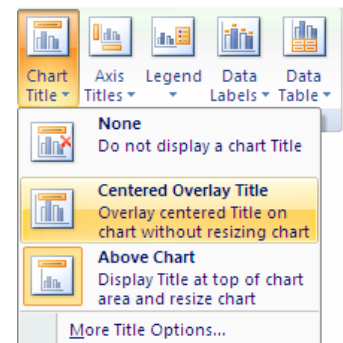 Chart Axis Legend Data Data
Title Titles Labels Table
None
Do not display a chart Title
Centered Overlay Title
Overlay centered Title on
chart without resizing chart
Above Chart
Display Title at top of chart
area and resize chart
More Title Options...